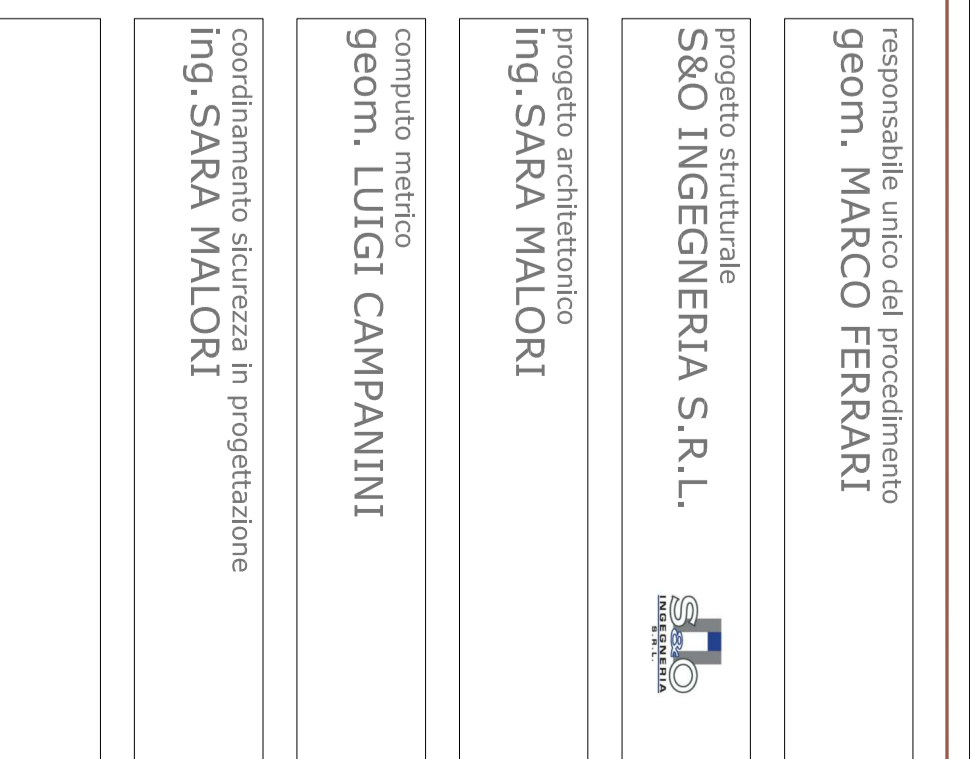 responsabile unico del procedimento
geom. MARCO FERRARI
progetto strutturale
S&O INGEGNERIA S.R.L.
S&O
INGEGNERIA
S.R.L.
progetto architettonico
ing.SARA MALORI
computo metrico
geom. LUIGI CAMPANINI
coordinamento sicurezza in progettazione
ing.SARA MALORI